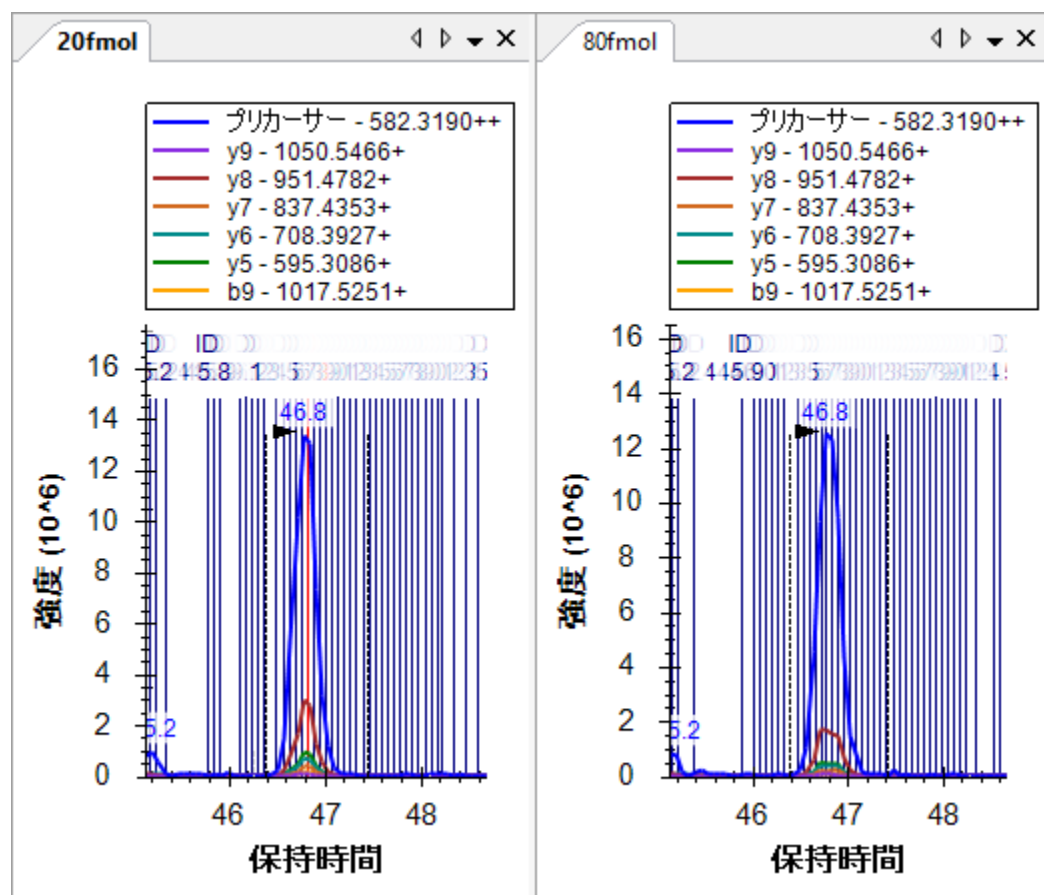 20fmol
プリカーサー - 582.3190++
y9 - 1050.5466+
y8 - 951.4782+
y7 - 837.4353+
y6 - 708.3927+
y5 - 595.3086+
b9 - 1017.5251+
ID
46.8
5.2
強度 (10^6)
16
14
12
10
8
6
4
2
0
46 47 48
保持時間
80fmol
プリカーサー - 582.3190++
y9 - 1050.5466+
y8 - 951.4782+
y7 - 837.4353+
y6 - 708.3927+
y5 - 595.3086+
b9 - 1017.5251+
ID
46.8
5.2
強度 (10^6)
16
14
12
10
8
6
4
2
0
46 47 48
保持時間